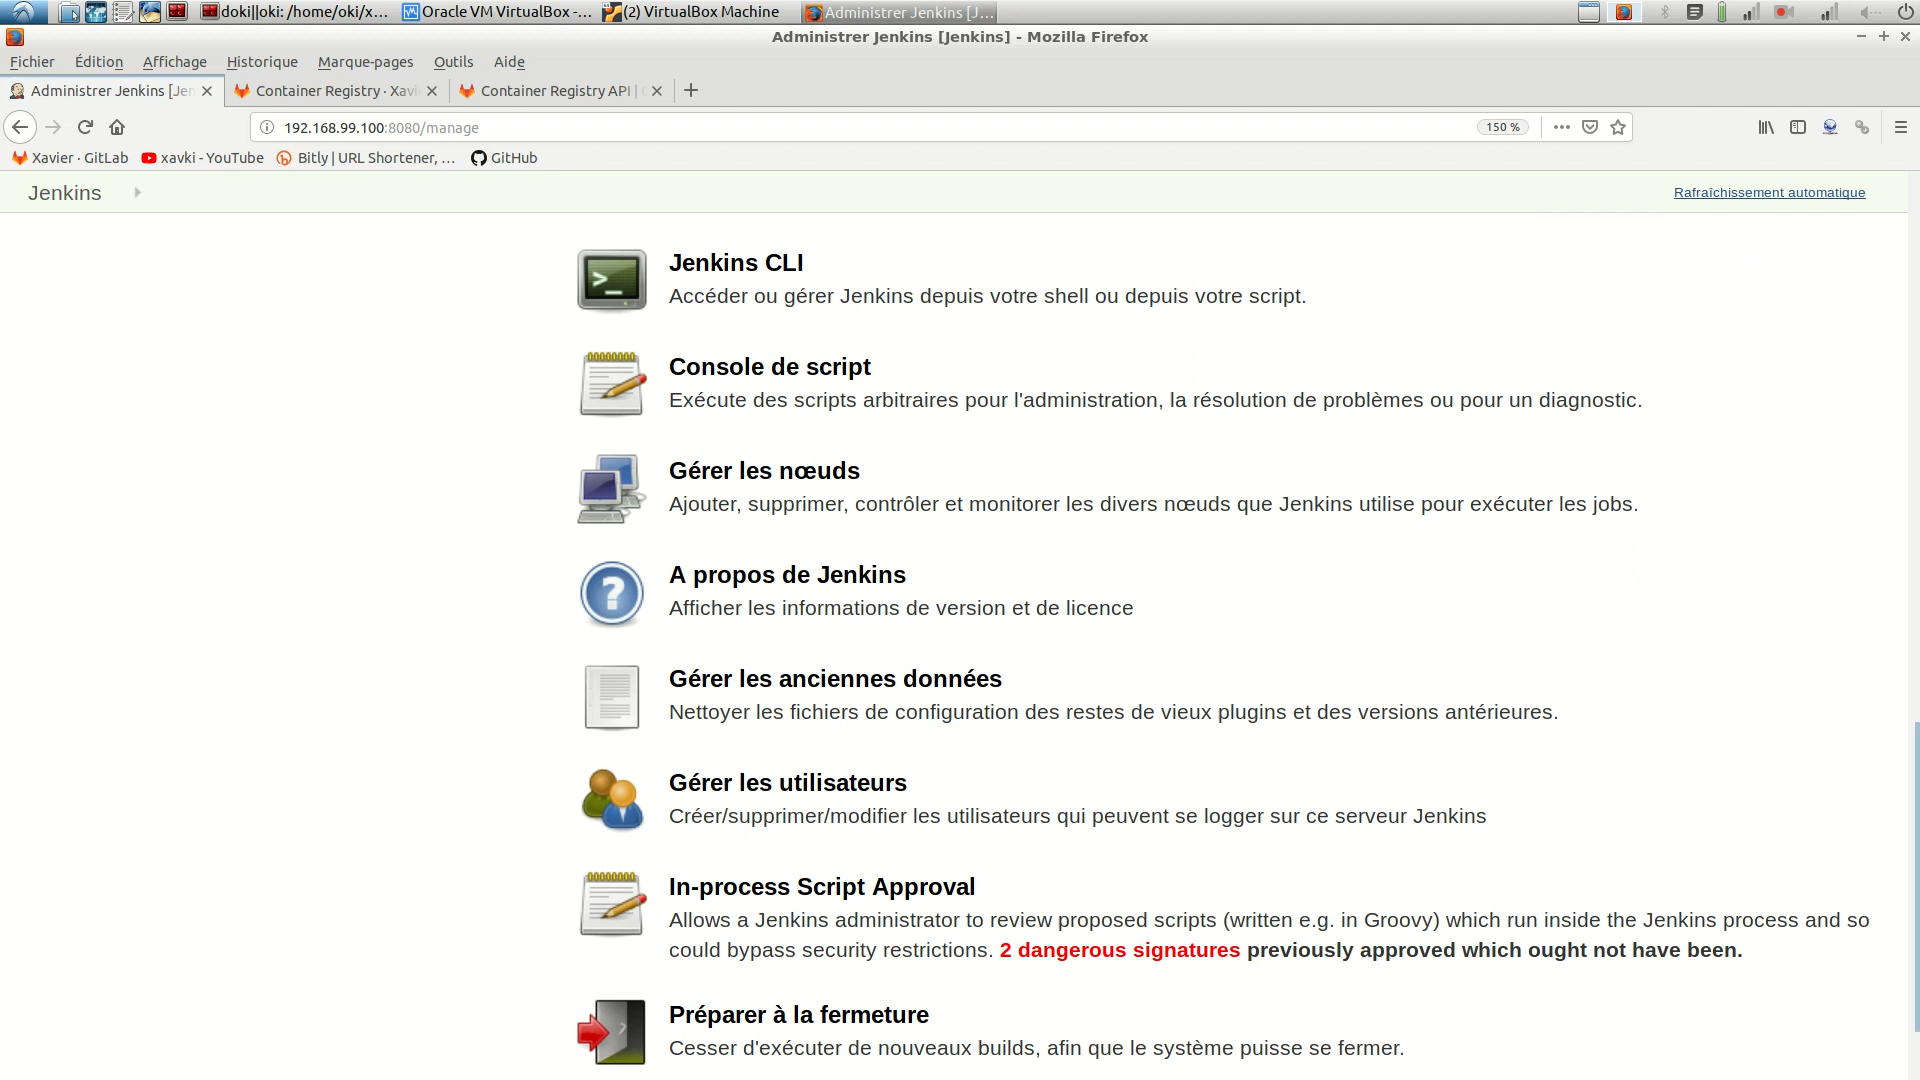 doki||oki: /home/oki/x...
Oracle VM VirtualBox -...
(2) VirtualBox Machine
Administrer Jenkins [J...
Administrer Jenkins [Jenkins] - Mozilla Firefox
Fichier Édition Affichage Historique Marque-pages Outils Aide
Administrer Jenkins [Jen
Container Registry · Xavi
Container Registry API |
192.168.99.100:8080/manage
150 %
Xavier · GitLab
xavki - YouTube
Bitly | URL Shortener, ...
GitHub
Jenkins
Rafraîchissement automatique
Jenkins CLI
Accéder ou gérer Jenkins depuis votre shell ou depuis votre script.
Console de script
Exécute des scripts arbitraires pour l'administration, la résolution de problèmes ou pour un diagnostic.
Gérer les nœuds
Ajouter, supprimer, contrôler et monitorer les divers nœuds que Jenkins utilise pour exécuter les jobs.
A propos de Jenkins
Afficher les informations de version et de licence
Gérer les anciennes données
Nettoyer les fichiers de configuration des restes de vieux plugins et des versions antérieures.
Gérer les utilisateurs
Créer/supprimer/modifier les utilisateurs qui peuvent se logger sur ce serveur Jenkins
In-process Script Approval
Allows a Jenkins administrator to review proposed scripts (written e.g. in Groovy) which run inside the Jenkins process and so
could bypass security restrictions. 2 dangerous signatures previously approved which ought not have been.
Préparer à la fermeture
Cesser d'exécuter de nouveaux builds, afin que le système puisse se fermer.